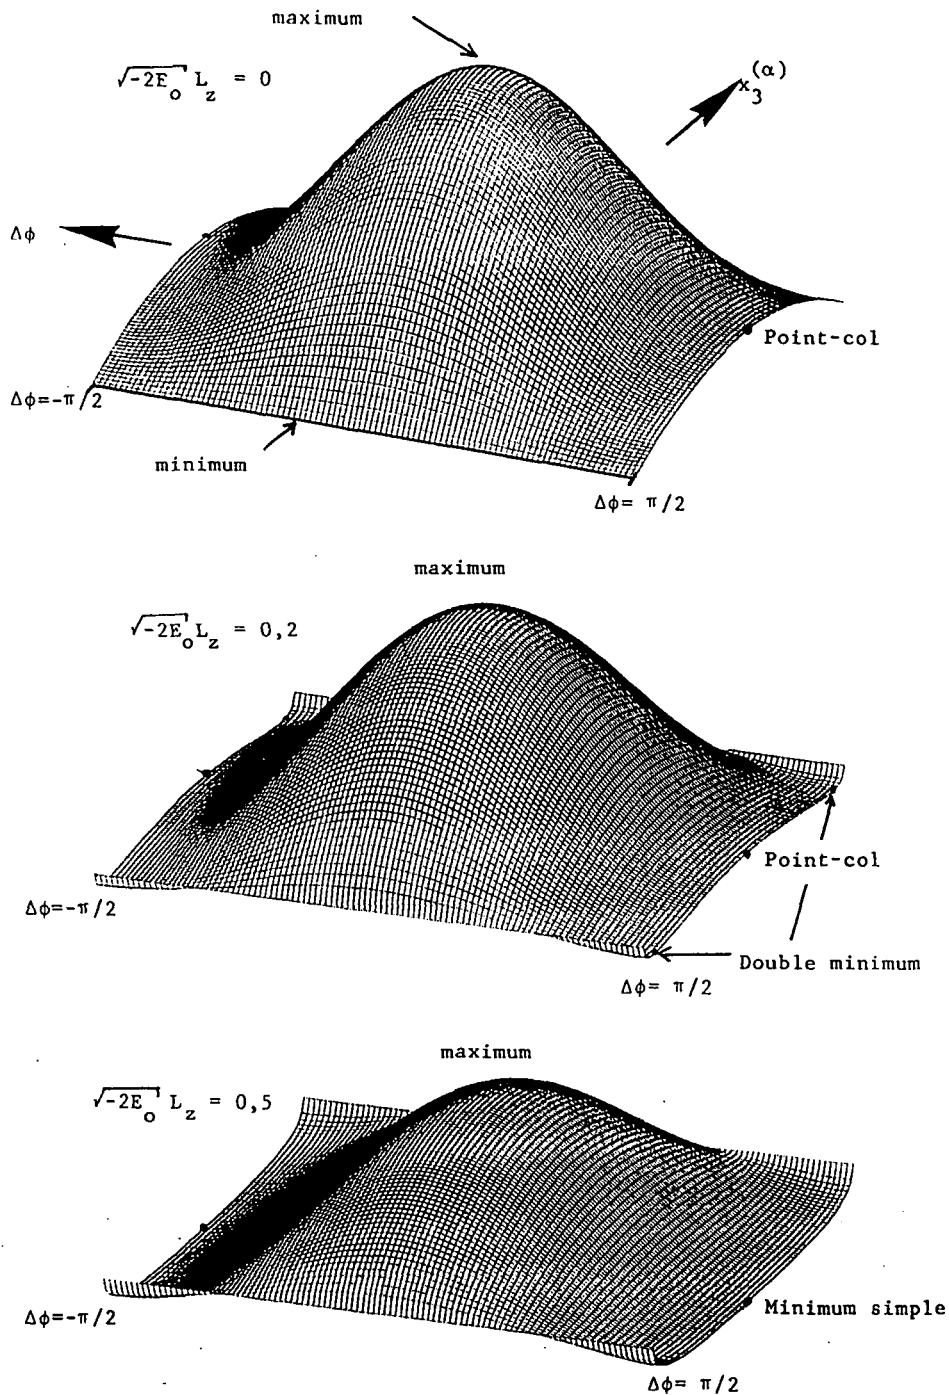 maximum
√-2E₀ L_z = 0
x₃^(α)
Δφ
Point-col
Δφ=-π/2
minimum
Δφ= π/2
maximum
√-2E₀ L_z = 0,2
Point-col
Δφ=-π/2
Double minimum
Δφ= π/2
maximum
√-2E₀ L_z = 0,5
Δφ=-π/2
Minimum simple
Δφ= π/2